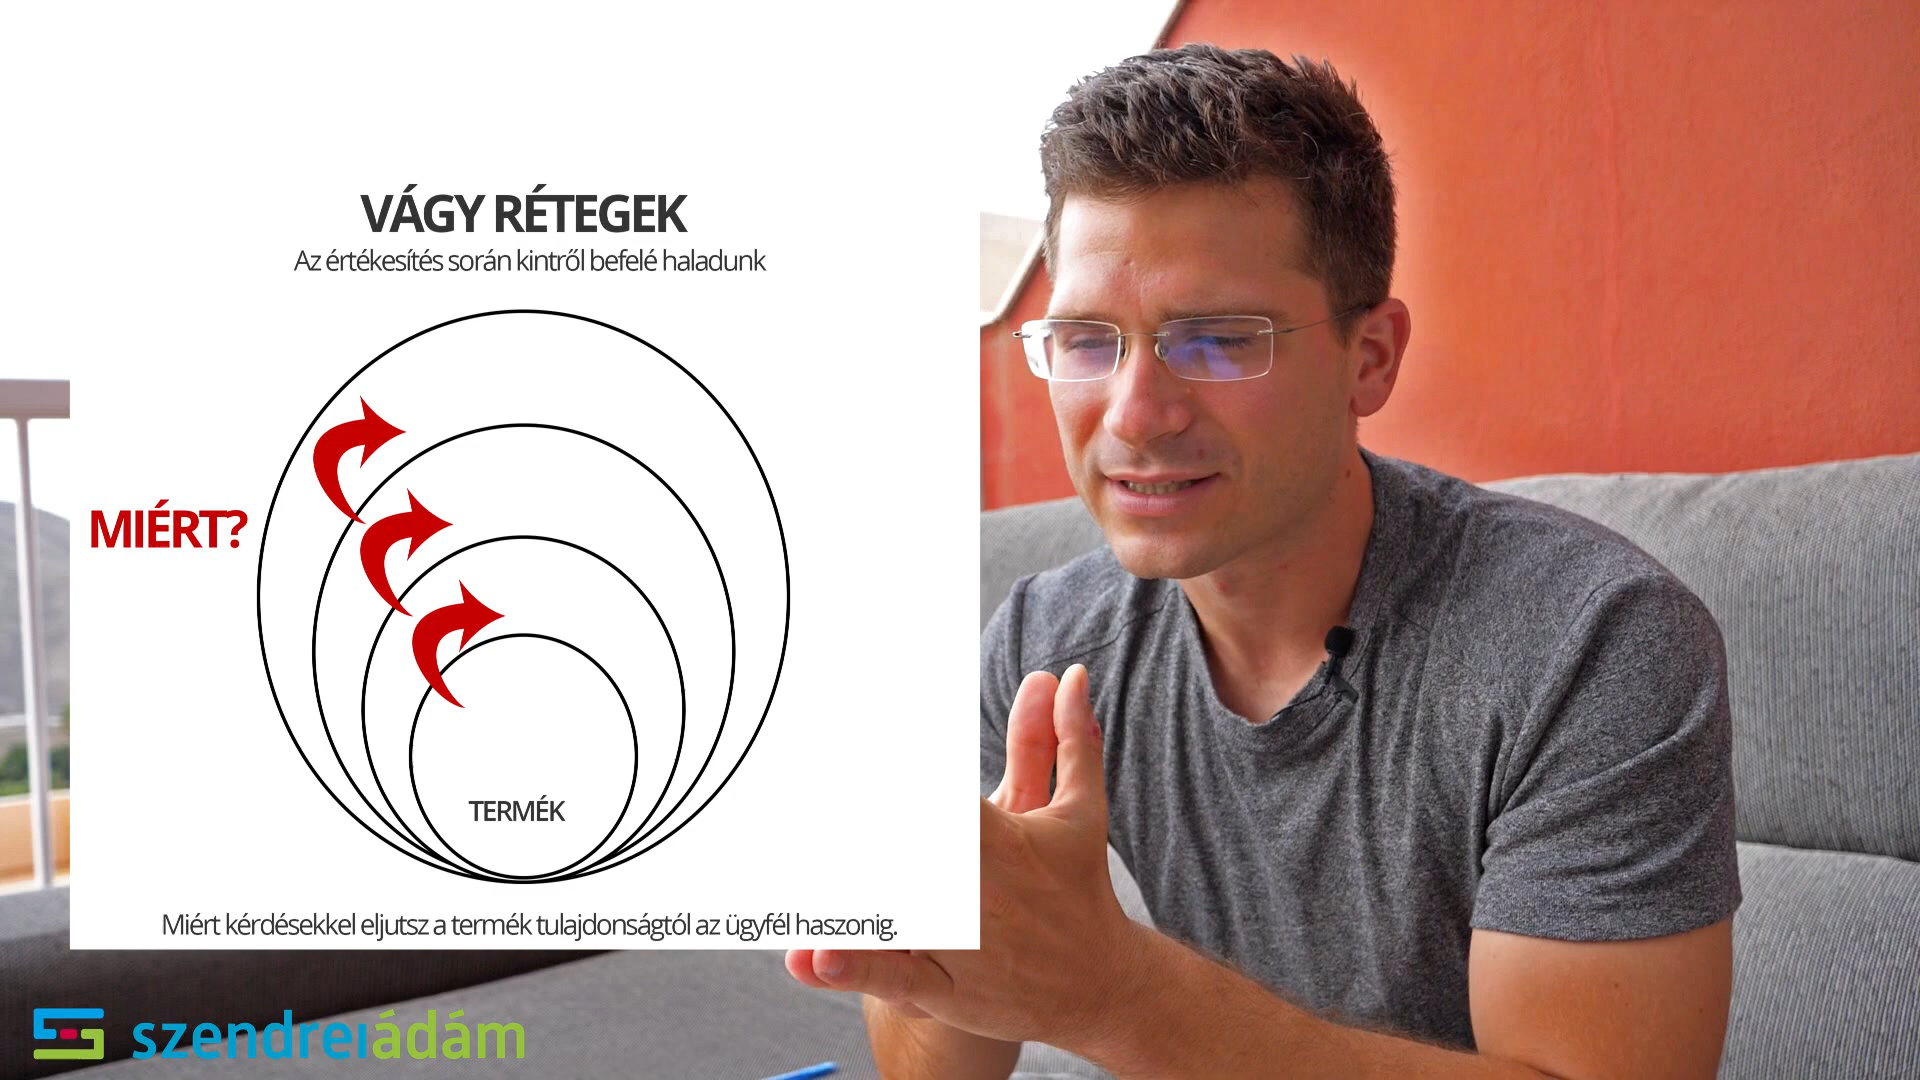 VÁGY RÉTEGEK
Az értékesítés során kintről befelé haladunk
MIÉRT?
TERMÉK
Miért kérdésekkel eljutsz a termék tulajdonságtól az ügyfél haszonig.
szendreiádám